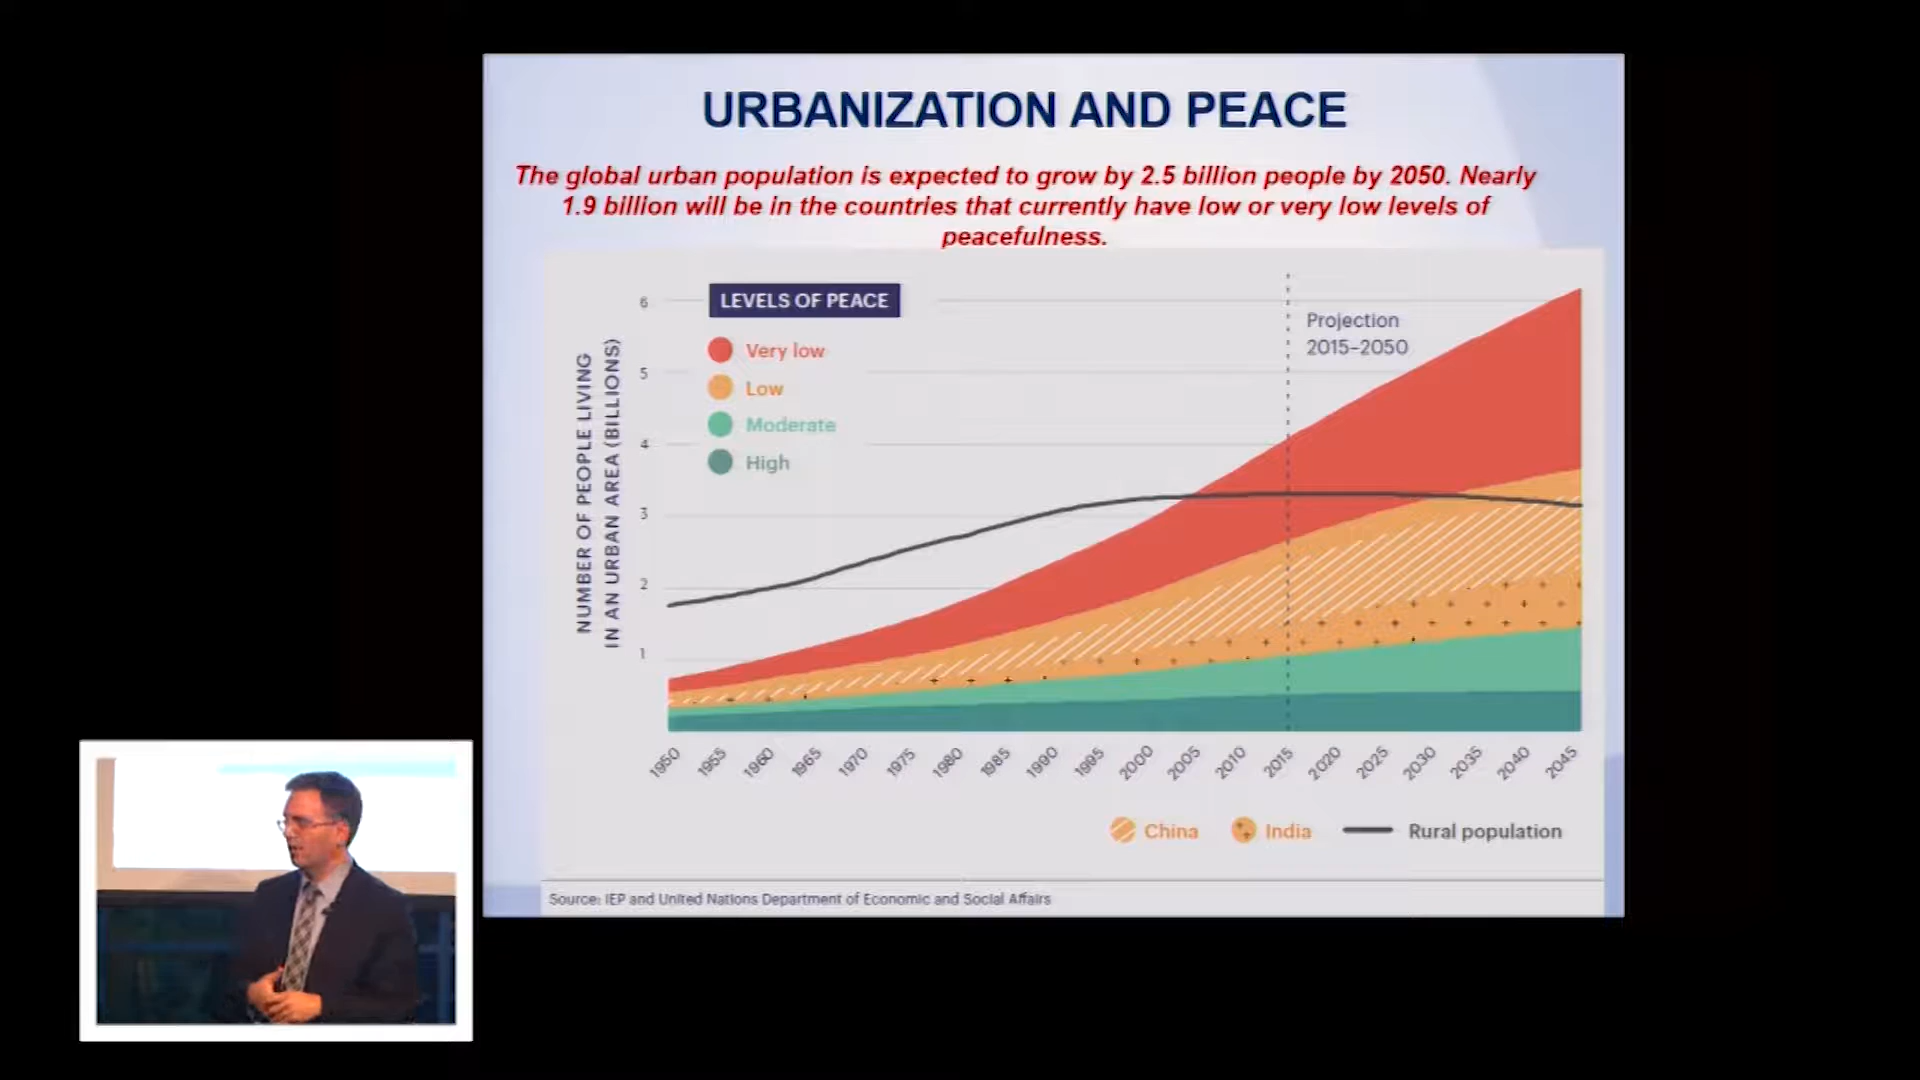 URBANIZATION AND PEACE
The global urban population is expected to grow by 2.5 billion people by 2050. Nearly
1.9 billion will be in the countries that currently have low or very low levels of
peacefulness.
LEVELS OF PEACE
Very low
Low
Moderate
High
Projection
2015–2050
NUMBER OF PEOPLE LIVING
IN AN URBAN AREA (BILLIONS)
6
5
4
3
2
1
1950 1955 1960 1965 1970 1975 1980 1985 1990 1995 2000 2005 2010 2015 2020 2025 2030 2035 2040 2045
China India Rural population
Source: IEP and United Nations Department of Economic and Social Affairs